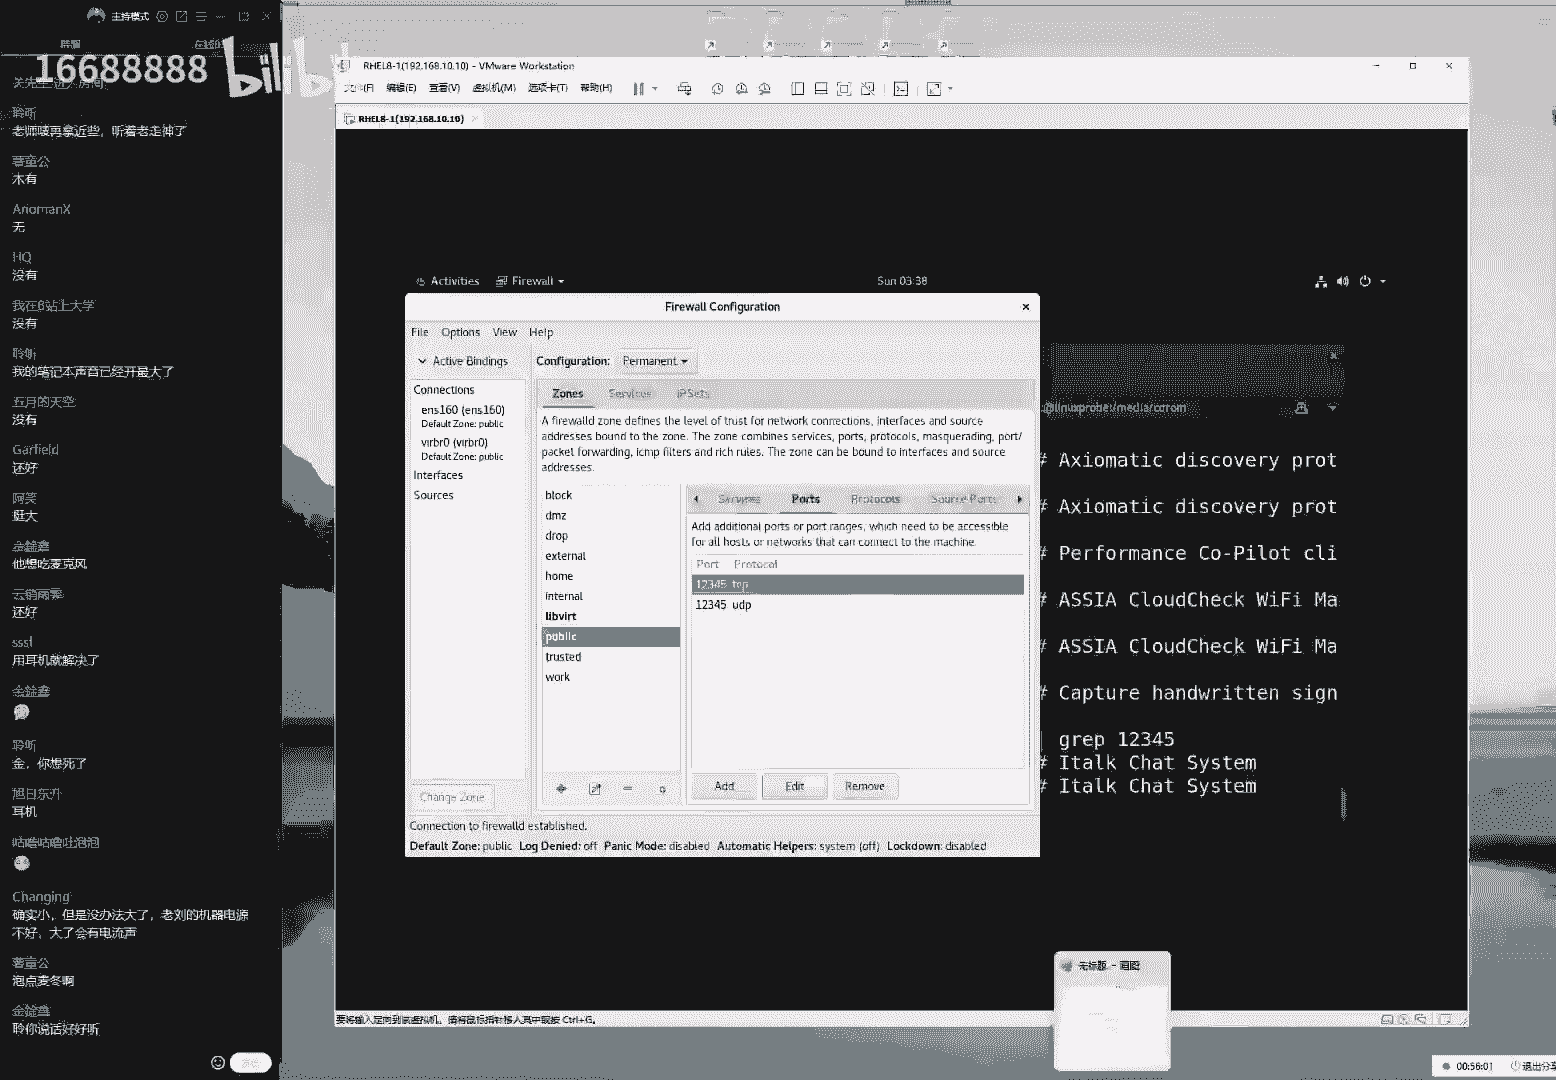 主持模式
16688888 bilibi
聆听
老师唛再拿近些，听着老走神了
薯童公
木有
AriomanX
无
HQ
没有
我在B站上大学
没有
聆听
我的笔记本声音已经开最大了
五月的天空
没有
Garfield
还好
阿笑
挺大
他想吃麦克风
还好
sssf
用耳机就解决了
聆听
金，你想死了
旭日东升
耳机
咕噜咕噜吐泡泡
Changing
确实小，但是没办法大了，老刘的机器电源
不好，大了会有电流声
薯童公
泡点麦冬啊
聆你说话好好听
RHEL8-1(192.168.10.10) - VMware Workstation
文件(F) 编辑(E) 查看(V) 虚拟机(M) 选项卡(T) 帮助(H)
RHEL8-1(192.168.10.10)
Activities Firewall Sun 03:38
Firewall Configuration
File Options View Help
Active Bindings Configuration: Permanent
Connections
ens160 (ens160)
Default Zone: public
virbr0 (virbr0)
Default Zone: public
Interfaces
Sources
Change Zone
Zones Services IPSets
A firewalld zone defines the level of trust for network connections, interfaces and source
addresses bound to the zone. The zone combines services, ports, protocols, masquerading, port/
packet forwarding, icmp filters and rich rules. The zone can be bound to interfaces and source
addresses.
block
dmz
drop
external
home
internal
libvirt
public
trusted
work
Services Ports Protocols Source Ports
Add additional ports or port ranges, which need to be accessible
for all hosts or networks that can connect to the machine.
Port Protocol
12345 tcp
12345 udp
Add Edit Remove
Connection to firewalld established.
Default Zone: public Log Denied: off Panic Mode: disabled Automatic Helpers: system (off) Lockdown: disabled
@linuxprobe:/media/cdrom
# Axiomatic discovery prot
# Axiomatic discovery prot
# Performance Co-Pilot cli
# ASSIA CloudCheck WiFi Ma
# ASSIA CloudCheck WiFi Ma
# Capture handwritten sign
| grep 12345
# Italk Chat System
# Italk Chat System
无标题 - 画图
要将输入定向到该虚拟机，请将鼠标指针移入其中或按 Ctrl+G。
00:56:01 退出分享